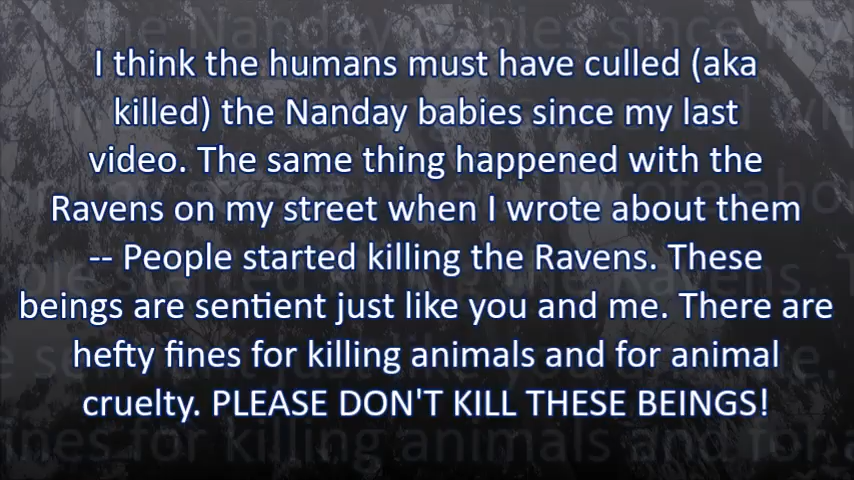 I think the humans must have culled (aka
killed) the Nanday babies since my last
video. The same thing happened with the
Ravens on my street when I wrote about them
-- People started killing the Ravens. These
beings are sentient just like you and me. There are
hefty fines for killing animals and for animal
cruelty. PLEASE DON'T KILL THESE BEINGS!